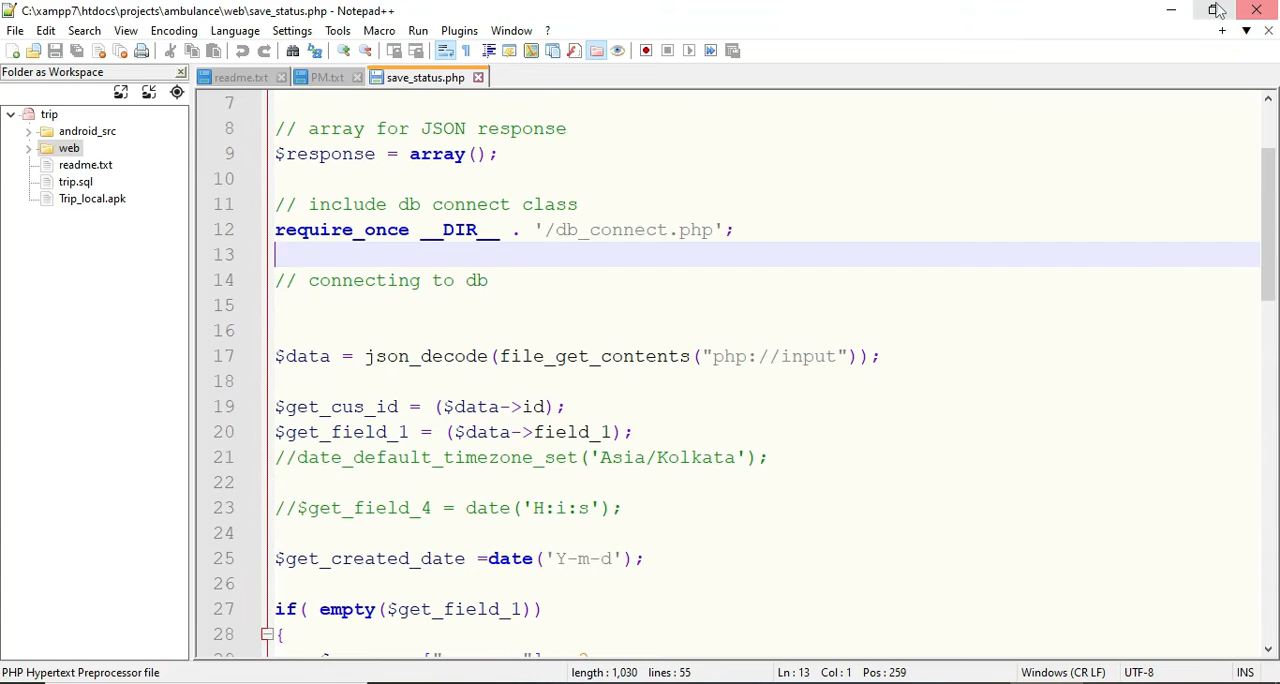 C:\xampp7\htdocs\projects\ambulance\web\save_status.php - Notepad++
File Edit Search View Encoding Language Settings Tools Macro Run Plugins Window ?
Folder as Workspace
readme.txt PM.txt save_status.php
trip
android_src
web
readme.txt
trip.sql
Trip_local.apk
7
8 // array for JSON response
9 $response = array();
10
11 // include db connect class
12 require_once __DIR__ . '/db_connect.php';
13
14 // connecting to db
15
16
17 $data = json_decode(file_get_contents("php://input"));
18
19 $get_cus_id = ($data->id);
20 $get_field_1 = ($data->field_1);
21 //date_default_timezone_set('Asia/Kolkata');
22
23 //$get_field_4 = date('H:i:s');
24
25 $get_created_date =date('Y-m-d');
26
27 if( empty($get_field_1))
28 {
PHP Hypertext Preprocessor file length : 1,030 lines : 55 Ln : 13 Col : 1 Pos : 259 Windows (CR LF) UTF-8 INS